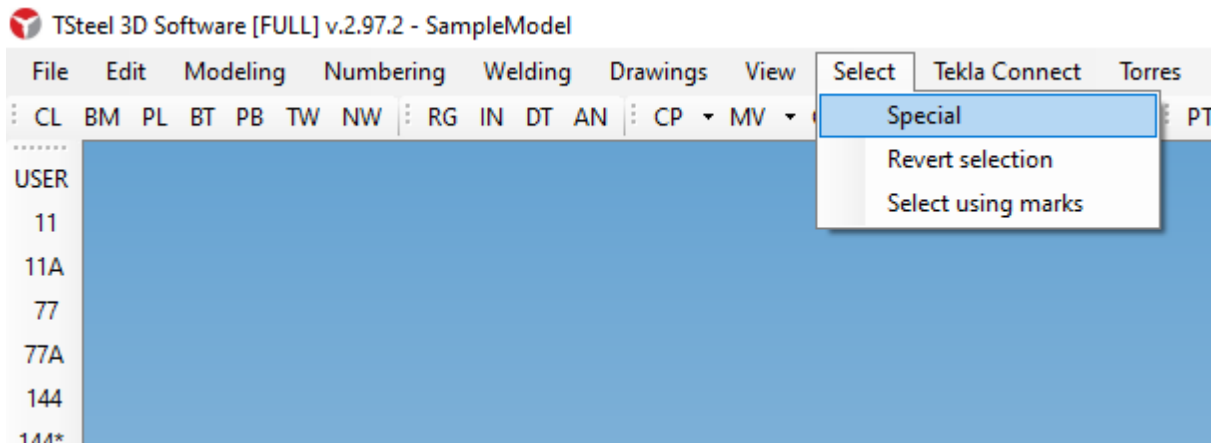 TSteel 3D Software [FULL] v.2.97.2 - SampleModel
File Edit Modeling Numbering Welding Drawings View Select Tekla Connect Torres
CL BM PL BT PB TW NW RG IN DT AN CP MV PT
Special
Revert selection
Select using marks
USER
11
11A
77
77A
144
144*